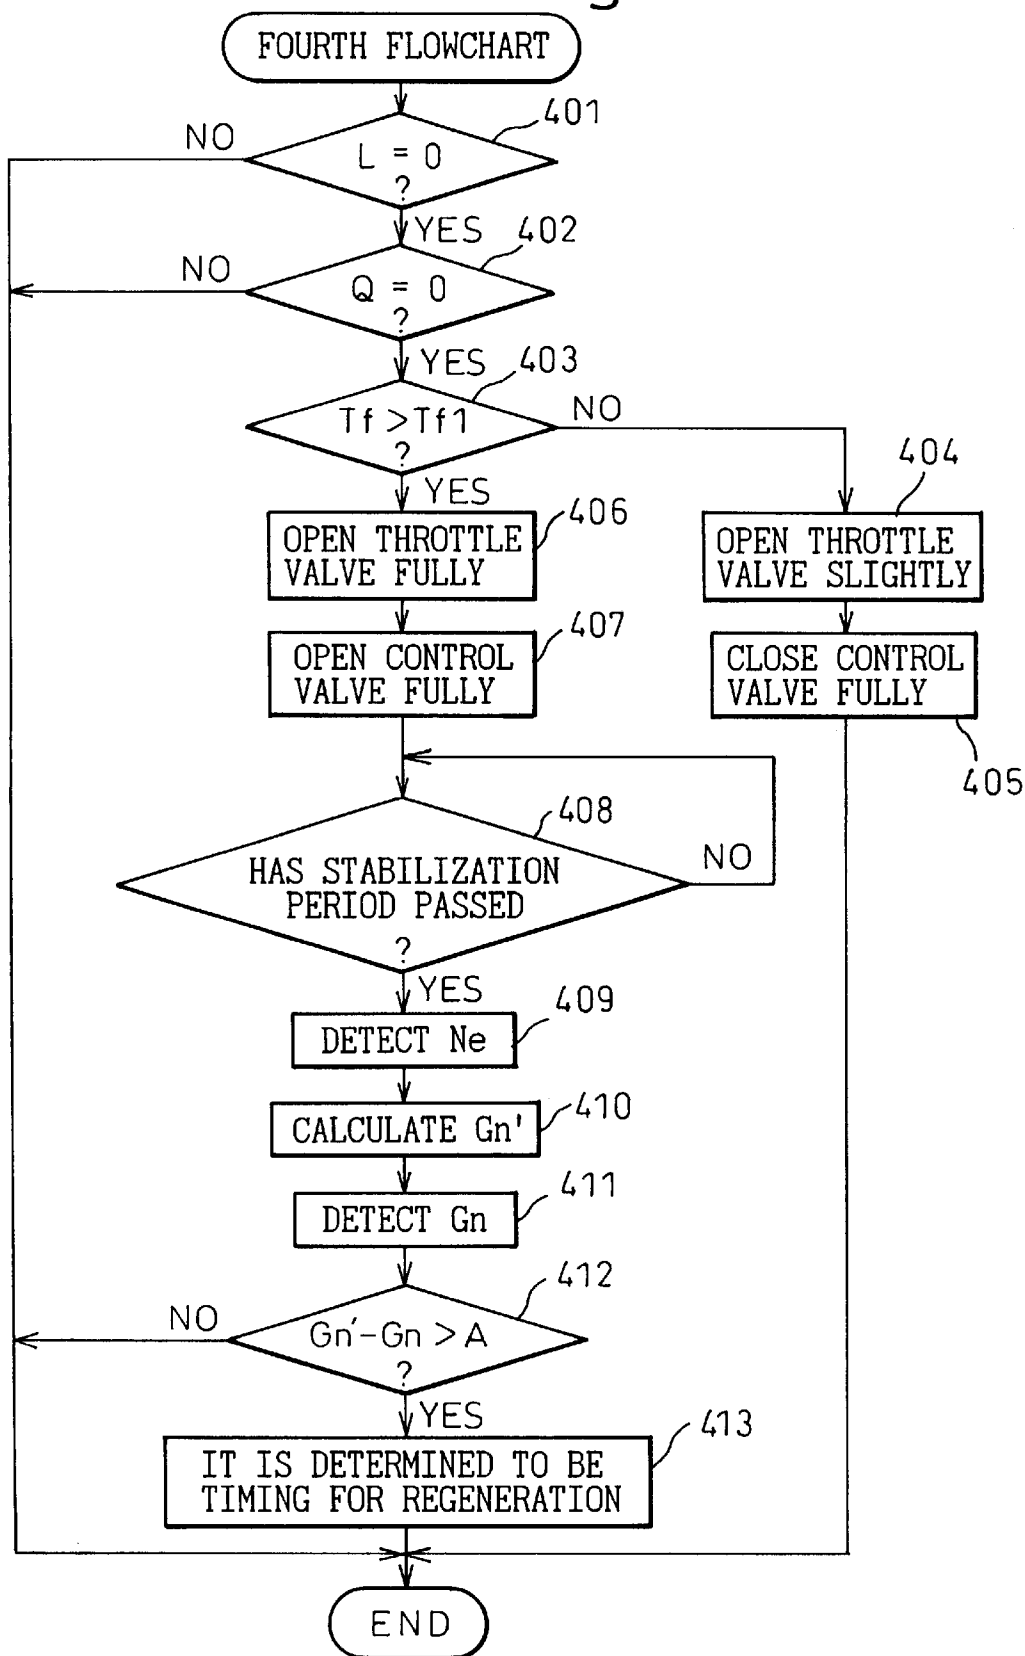 FOURTH FLOWCHART
401
NO
L = 0
?
YES
402
NO
Q = 0
?
YES
403
Tf > Tf1
?
NO
YES
404
406
OPEN THROTTLE
VALVE FULLY
OPEN THROTTLE
VALVE SLIGHTLY
407
OPEN CONTROL
VALVE FULLY
CLOSE CONTROL
VALVE FULLY
405
408
HAS STABILIZATION
PERIOD PASSED
?
NO
YES
409
DETECT Ne
410
CALCULATE Gn'
411
DETECT Gn
412
NO
Gn'-Gn > A
?
YES
413
IT IS DETERMINED TO BE
TIMING FOR REGENERATION
END